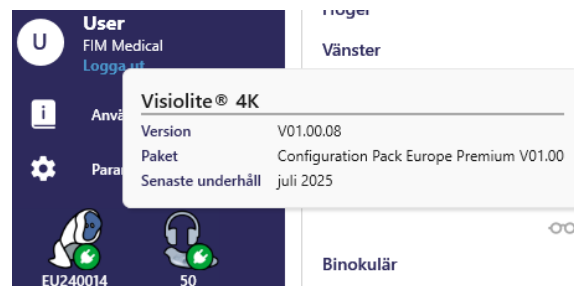 User
FIM Medical
Logga ut
Vänster
Visiolite® 4K
Version V01.00.08
Paket Configuration Pack Europe Premium V01.00
Senaste underhåll juli 2025
U
i
EU240014
50
Binokulär